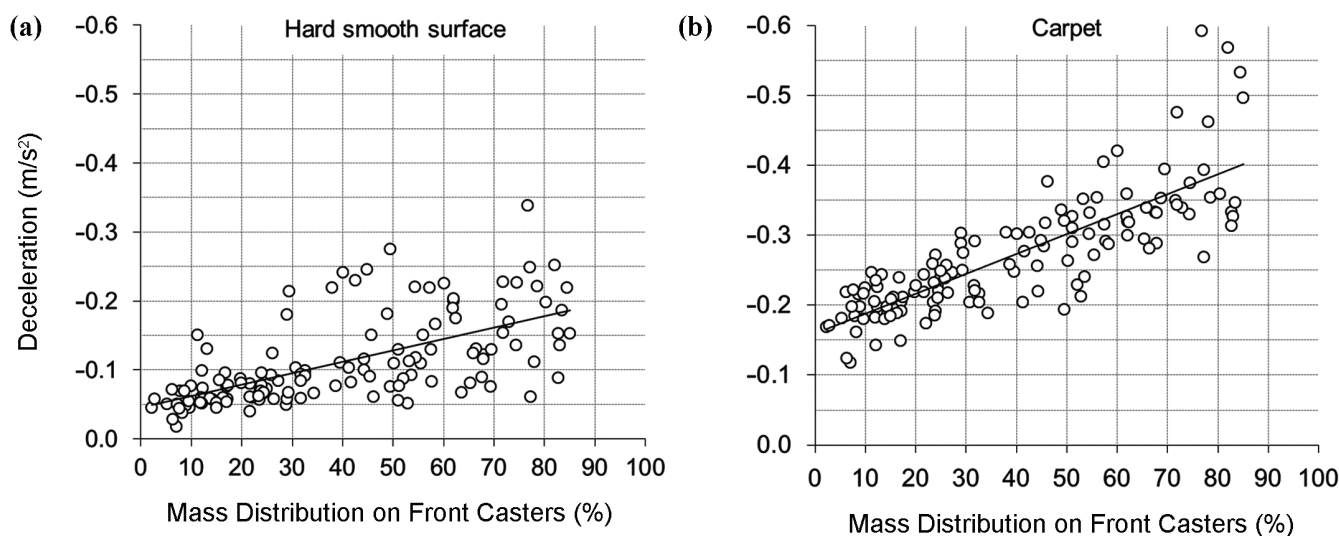 (a)
Hard smooth surface
−0.6
−0.5
−0.4
−0.3
−0.2
−0.1
0.0
Deceleration (m/s²)
0 10 20 30 40 50 60 70 80 90 100
Mass Distribution on Front Casters (%)
(b)
Carpet
−0.6
−0.5
−0.4
−0.3
−0.2
−0.1
0.0
0 10 20 30 40 50 60 70 80 90 100
Mass Distribution on Front Casters (%)